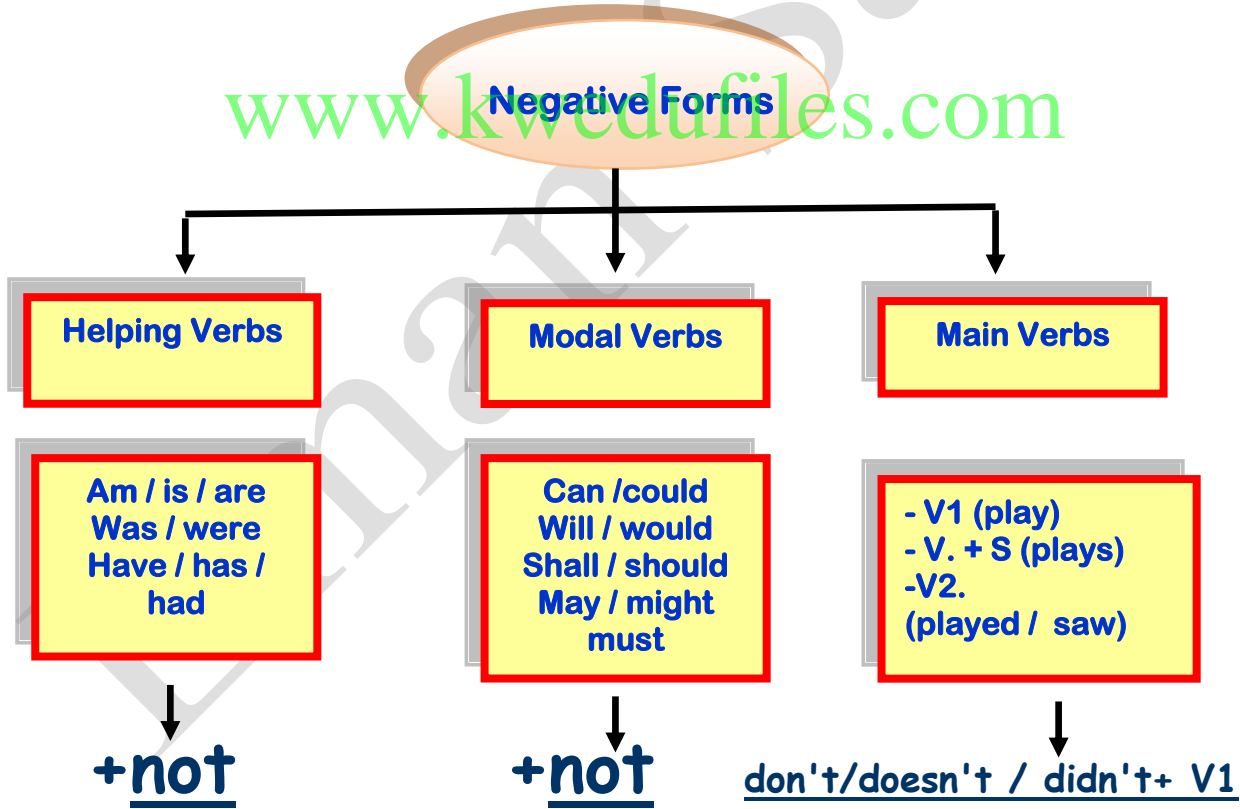 Negative Forms
www.kwedufiles.com
Helping Verbs
Modal Verbs
Main Verbs
Am / is / are
Was / were
Have / has /
had
Can /could
Will / would
Shall / should
May / might
must
- V1 (play)
- V. + S (plays)
-V2.
(played / saw)
+not
+not
don't/doesn't / didn't+ V1